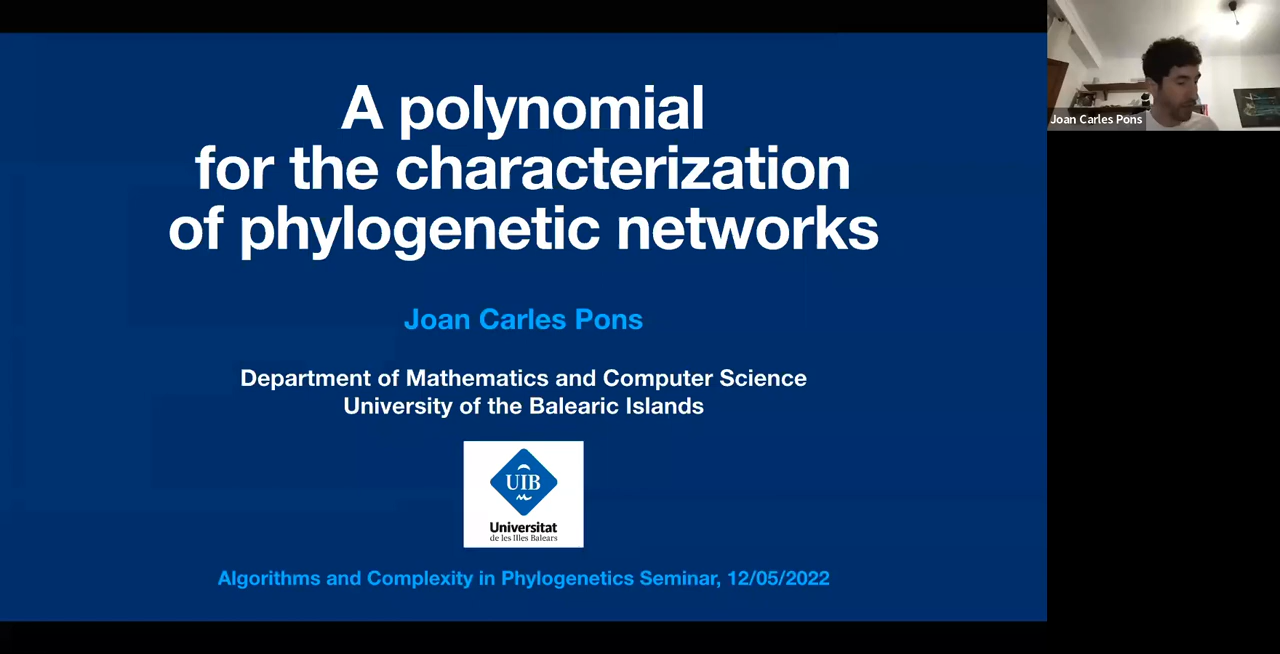 A polynomial
for the characterization
of phylogenetic networks
Joan Carles Pons
Department of Mathematics and Computer Science
University of the Balearic Islands
UIB
Universitat
de les Illes Balears
Algorithms and Complexity in Phylogenetics Seminar, 12/05/2022
Joan Carles Pons